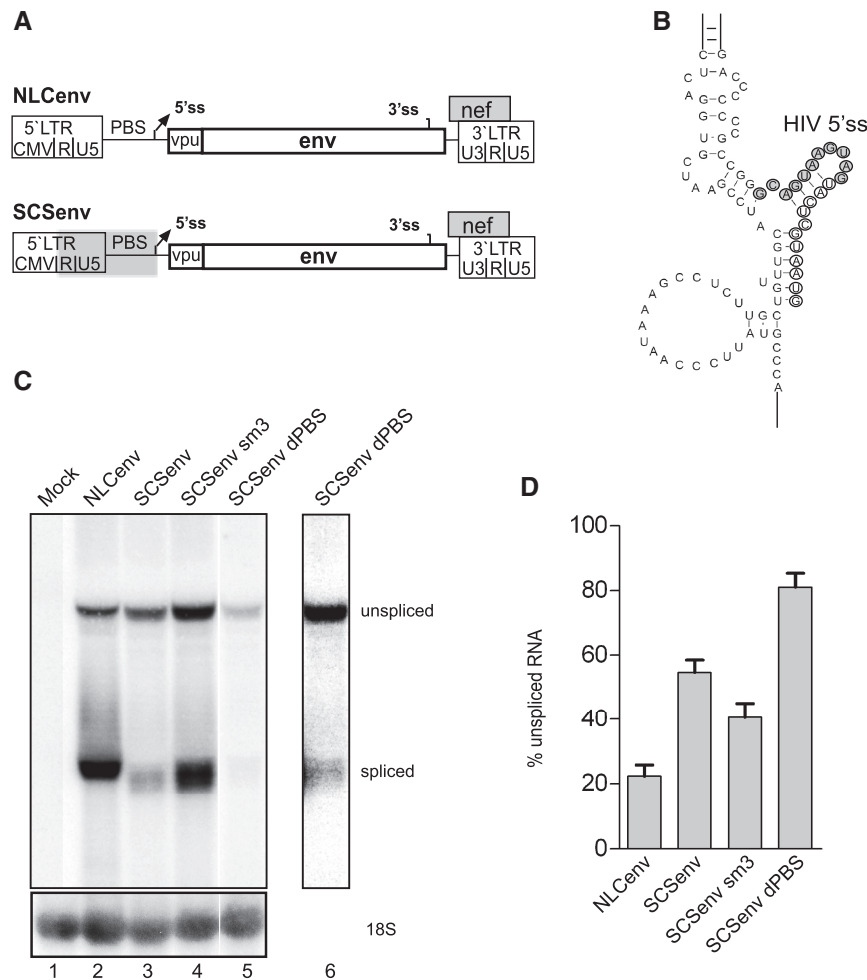 A
NLCenv
5'ss
3'ss
nef
5`LTR
PBS
vpu
env
3`LTR
CMV R U5
U3 R U5
SCSenv
5'ss
3'ss
nef
5`LTR
PBS
vpu
env
3`LTR
CMV R U5
U3 R U5
B
HIV 5'ss
C-G
U-A
G C A G U A A G U A G U A C U C
G U A A U G
A G C C U C U U
A A A U A A C C C U U A
C G C C C A
C
Mock
NLCenv
SCSenv
SCSenv sm3
SCSenv dPBS
SCSenv dPBS
unspliced
spliced
18S
1 2 3 4 5 6
D
% unspliced RNA
100
80
60
40
20
0
NLCenv
SCSenv
SCSenv sm3
SCSenv dPBS